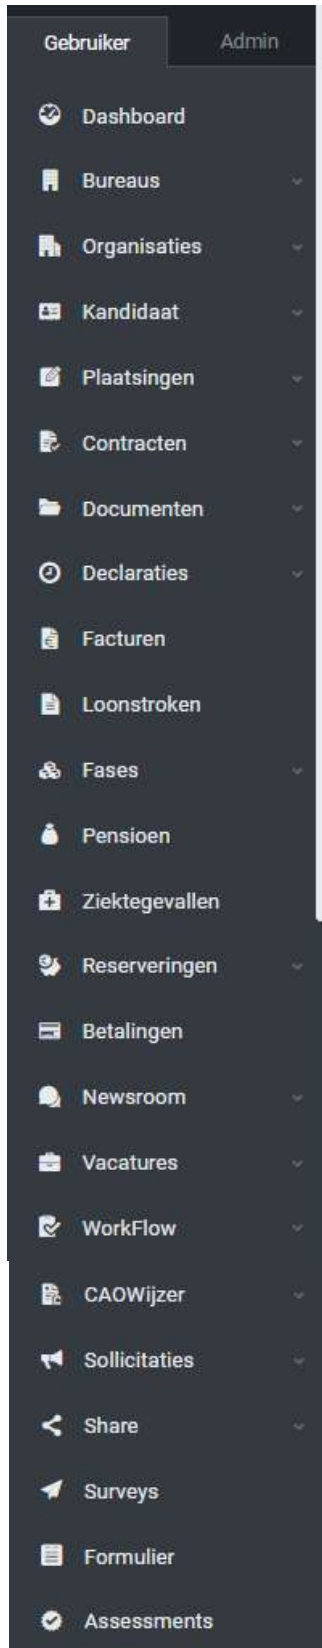 Gebruiker Admin
Dashboard
Bureaus
Organisaties
Kandidaat
Plaatsingen
Contracten
Documenten
Declaraties
Facturen
Loonstroken
Fases
Pensioen
Ziektegevallen
Reserveringen
Betalingen
Newsroom
Vacatures
WorkFlow
CAOWijzer
Sollicitaties
Share
Surveys
Formulier
Assessments